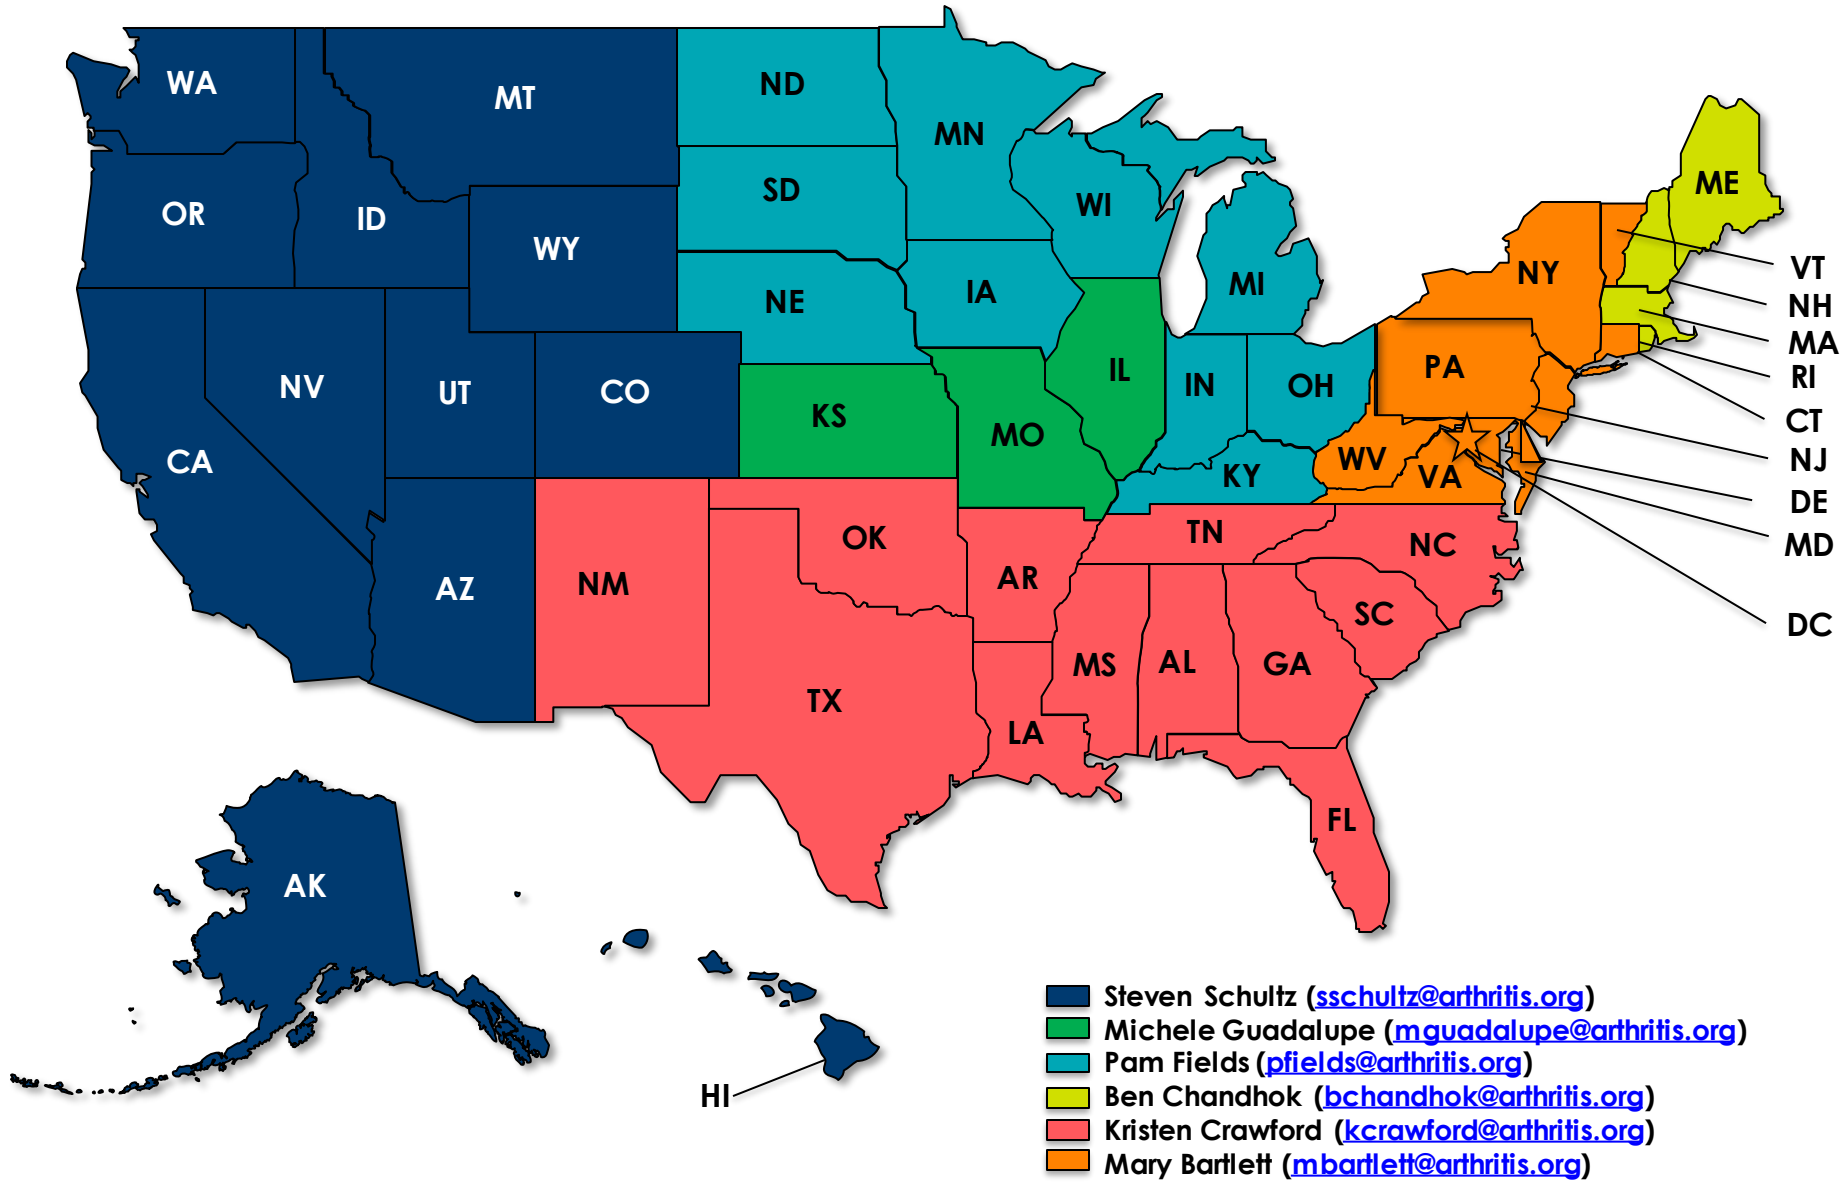 WA
MT
ND
MN
ME
OR
ID
SD
WI
WY
NE
IA
MI
NY
VT
NH
MA
RI
CT
NJ
DE
MD
DC
NV
UT
CO
KS
MO
IL
IN
OH
PA
CA
WV
VA
KY
AZ
NM
OK
AR
TN
NC
SC
TX
LA
MS
AL
GA
FL
AK
HI
Steven Schultz (sschultz@arthritis.org)
Michele Guadalupe (mguadalupe@arthritis.org)
Pam Fields (pfields@arthritis.org)
Ben Chandhok (bchandhok@arthritis.org)
Kristen Crawford (kcrawford@arthritis.org)
Mary Bartlett (mbartlett@arthritis.org)